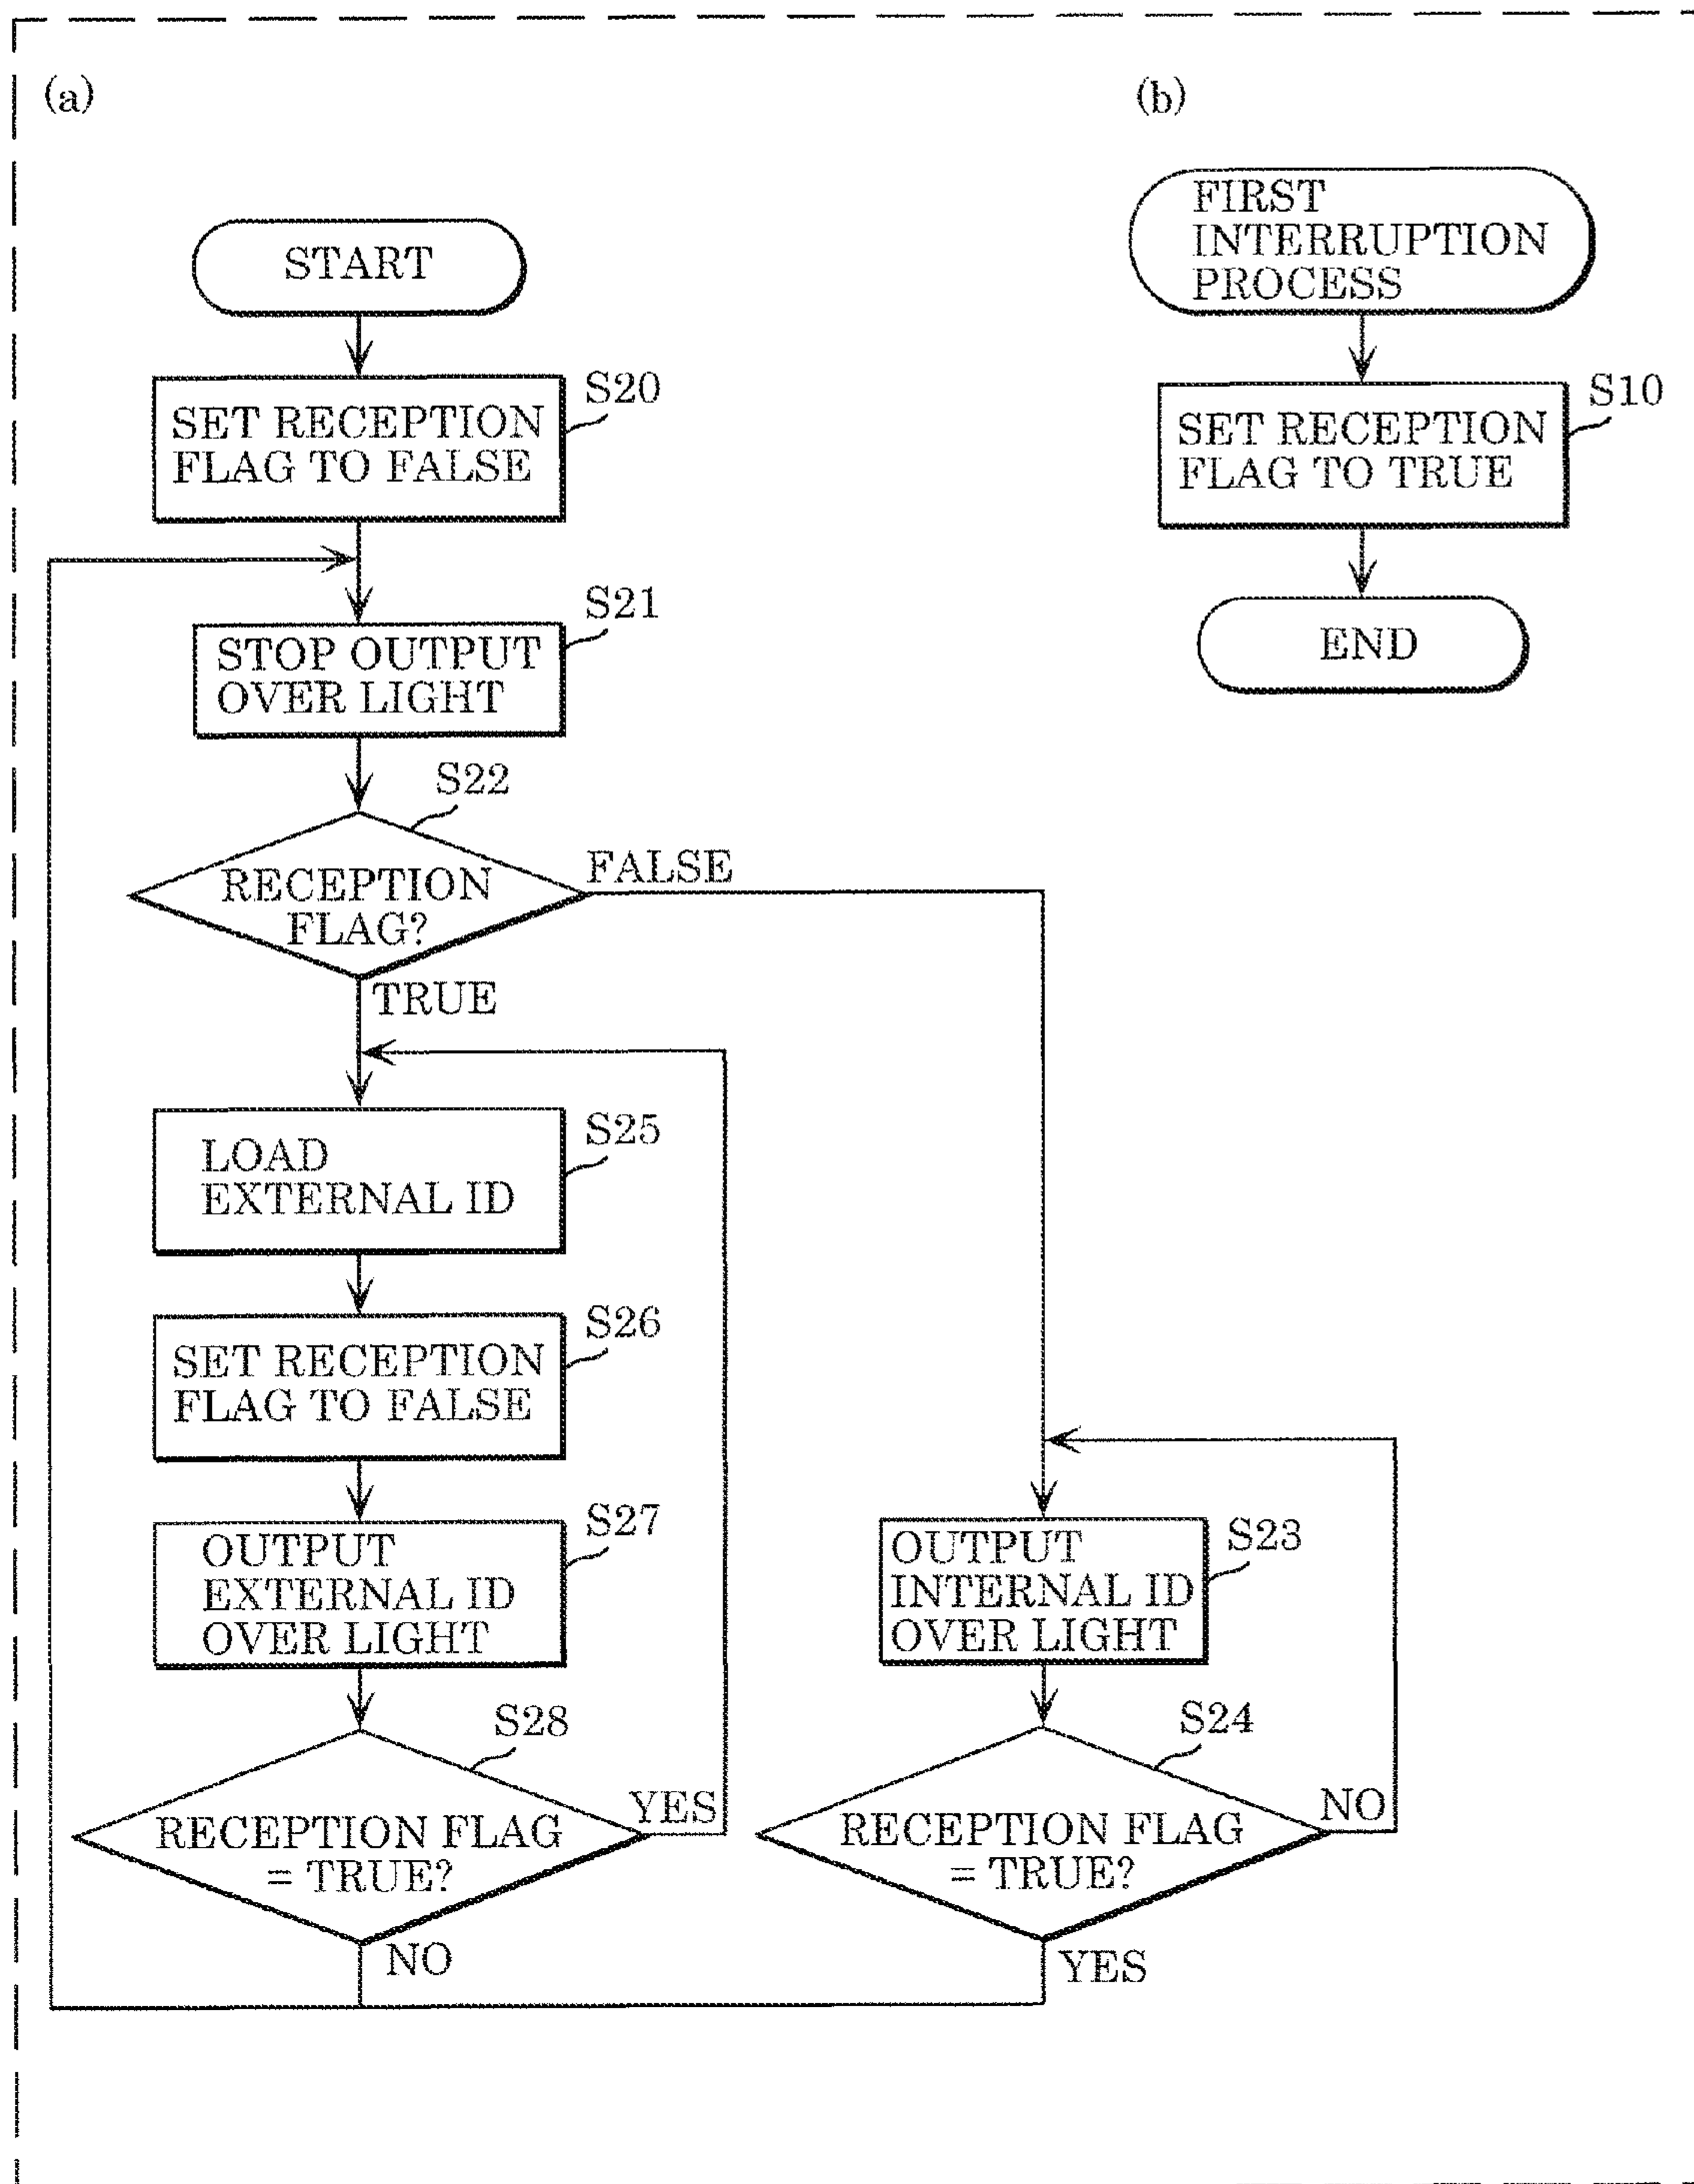 (a)
START
S20
SET RECEPTION
FLAG TO FALSE
S21
STOP OUTPUT
OVER LIGHT
S22
RECEPTION
FLAG?
FALSE
TRUE
S25
LOAD
EXTERNAL ID
S26
SET RECEPTION
FLAG TO FALSE
S27
OUTPUT
EXTERNAL ID
OVER LIGHT
S28
RECEPTION FLAG
= TRUE?
YES
NO
S23
OUTPUT
INTERNAL ID
OVER LIGHT
S24
RECEPTION FLAG
= TRUE?
NO
YES
(b)
FIRST
INTERRUPTION
PROCESS
S10
SET RECEPTION
FLAG TO TRUE
END